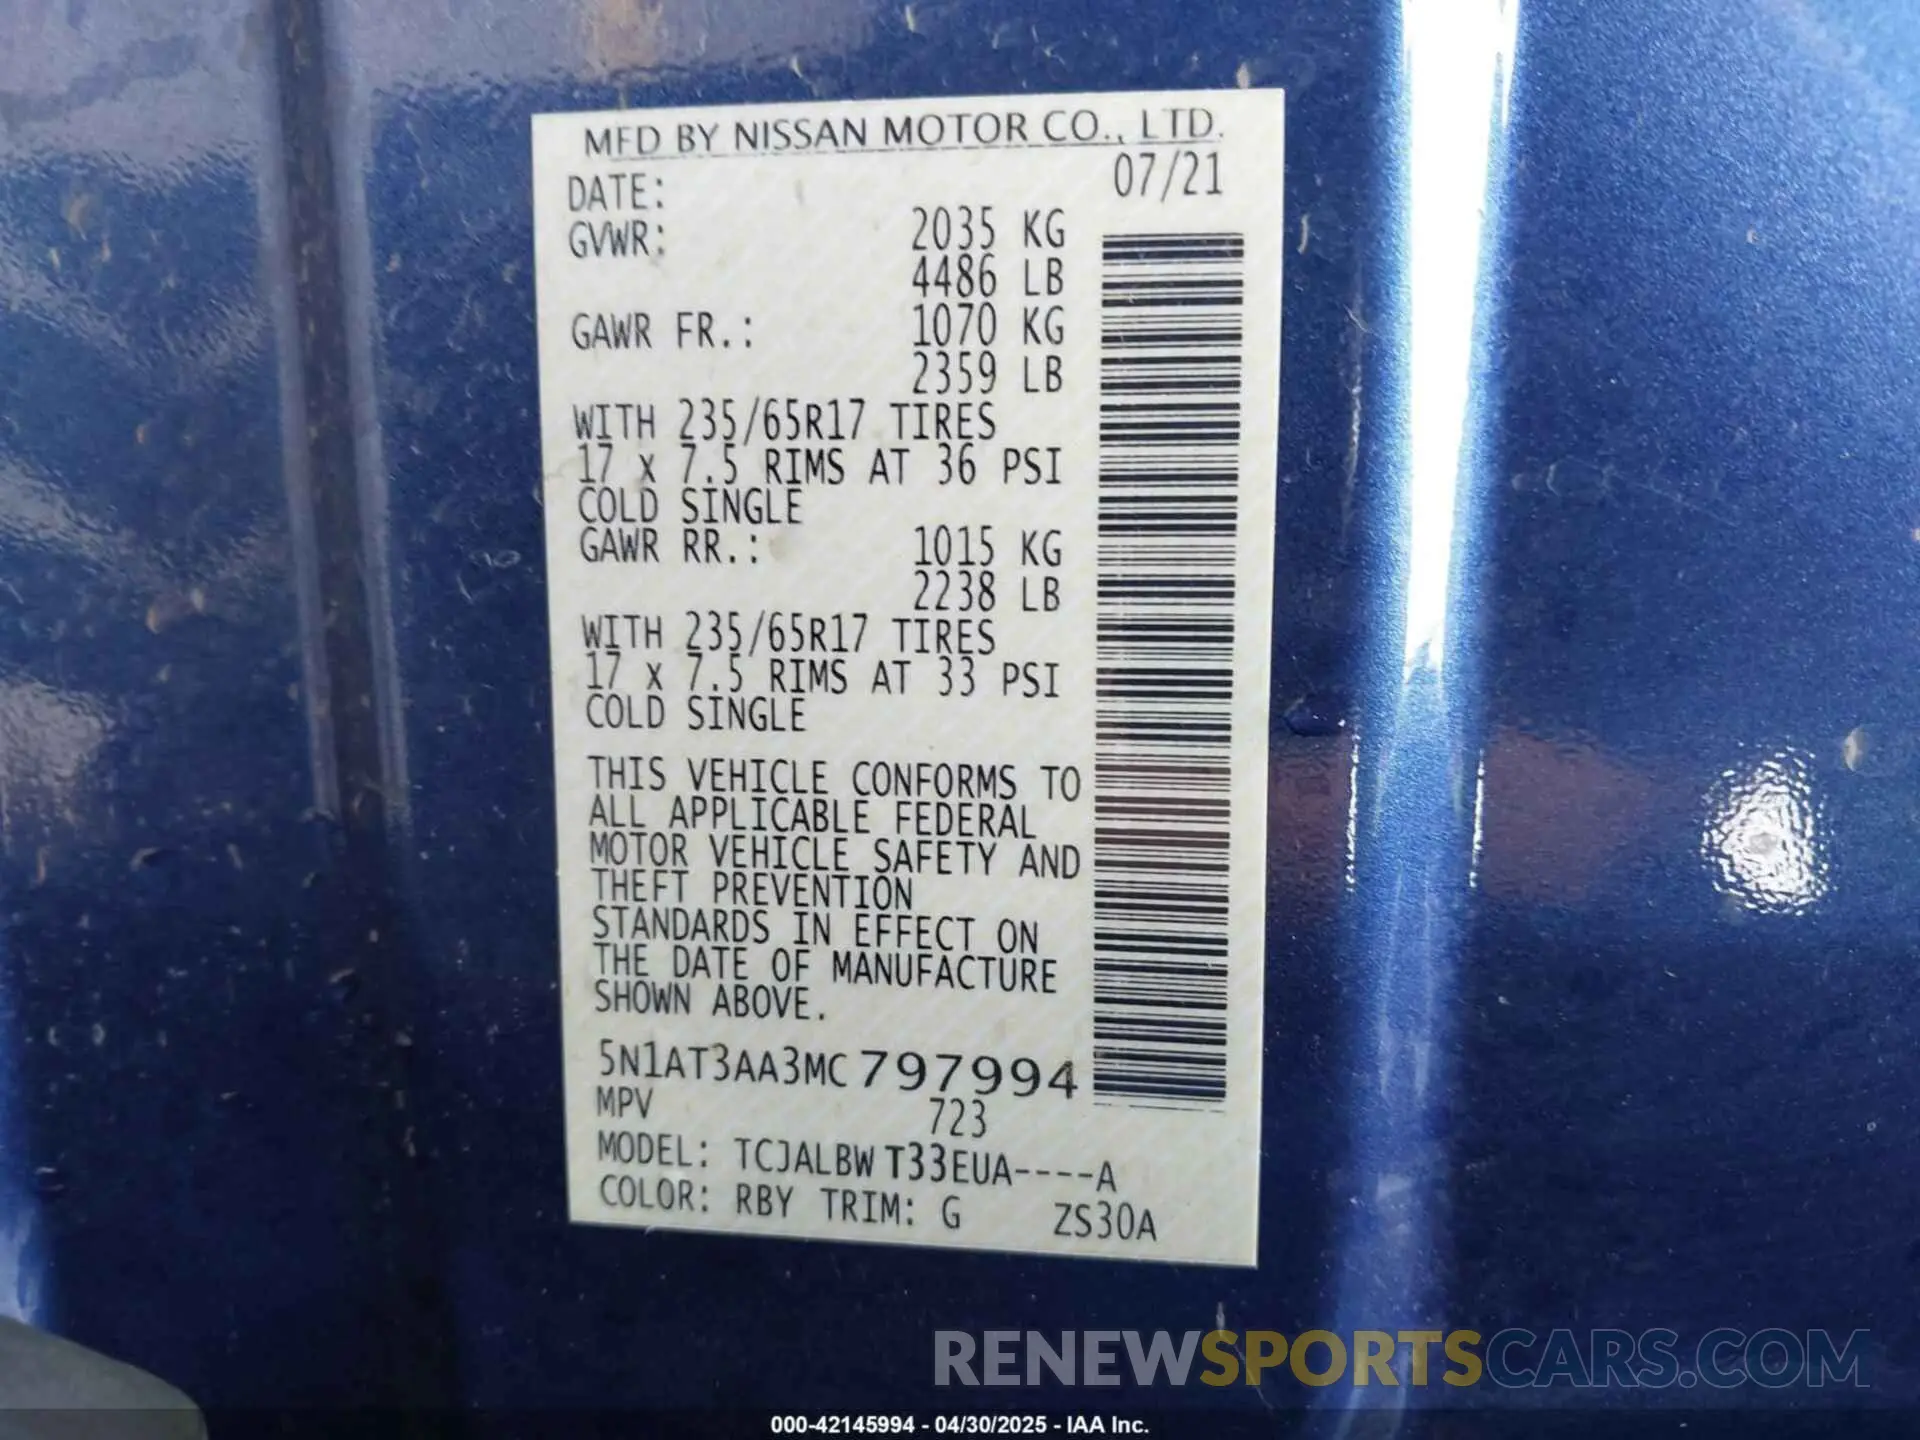 MFD BY NISSAN MOTOR CO., LTD.
DATE: 07/21
GVWR: 2035 KG
4486 LB
GAWR FR.: 1070 KG
2359 LB
WITH 235/65R17 TIRES
17 x 7.5 RIMS AT 36 PSI
COLD SINGLE
GAWR RR.: 1015 KG
2238 LB
WITH 235/65R17 TIRES
17 x 7.5 RIMS AT 33 PSI
COLD SINGLE
THIS VEHICLE CONFORMS TO
ALL APPLICABLE FEDERAL
MOTOR VEHICLE SAFETY AND
THEFT PREVENTION
STANDARDS IN EFFECT ON
THE DATE OF MANUFACTURE
SHOWN ABOVE.
5N1AT3AA3MC797994
MPV 723
MODEL: TCJALBW T33EUA----A
COLOR: RBY TRIM: G ZS30A
RENEWSPORTSCARS.COM
000-42145994 - 04/30/2025 - IAA Inc.